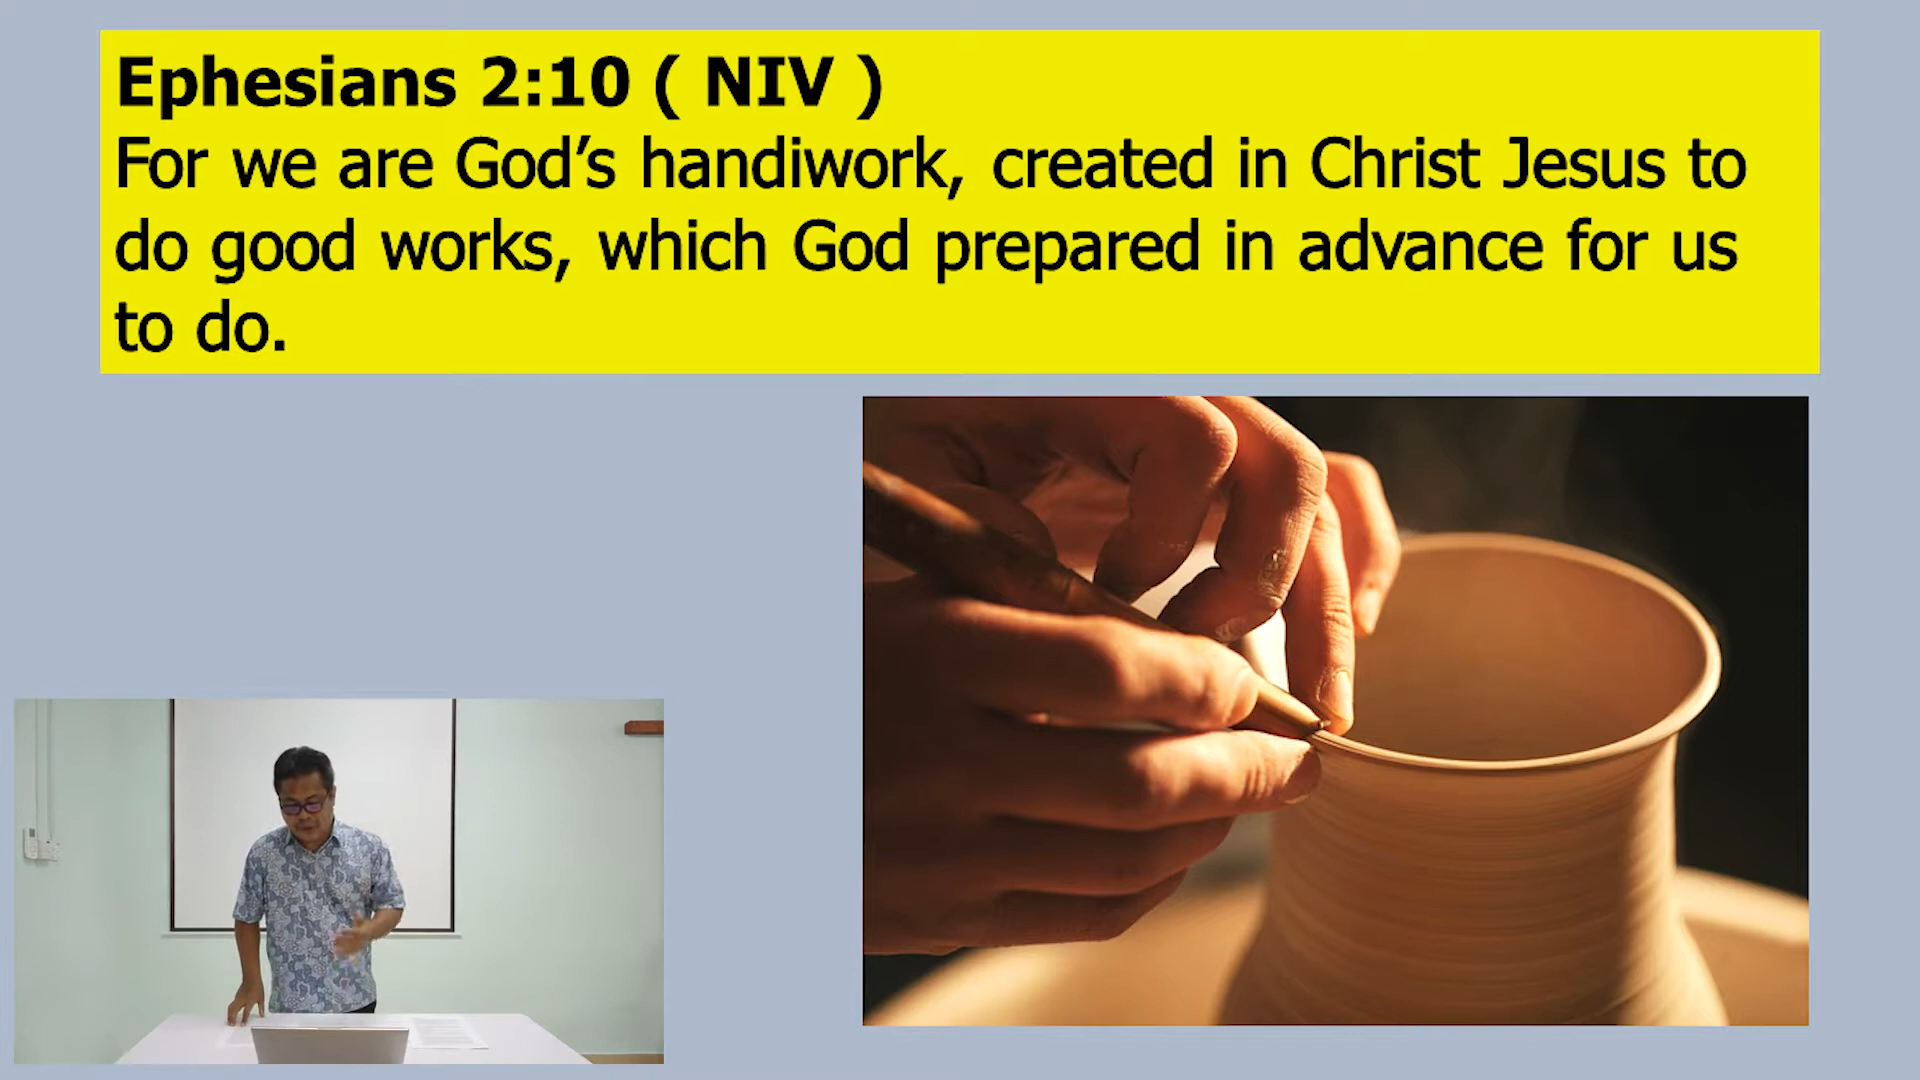 Ephesians 2:10 ( NIV )
For we are God’s handiwork, created in Christ Jesus to
do good works, which God prepared in advance for us
to do.